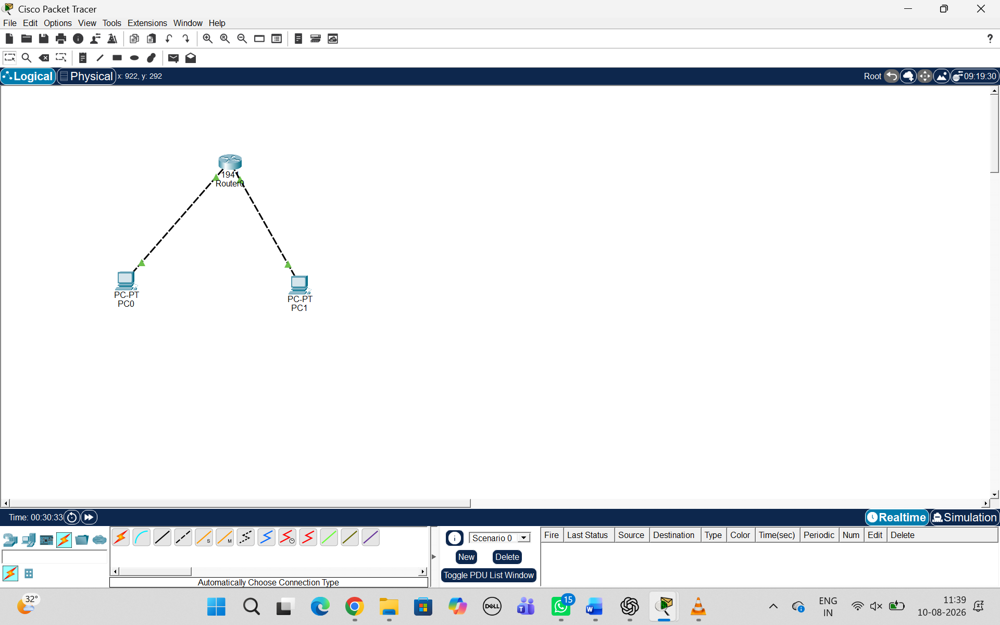 Cisco Packet Tracer
File Edit Options View Tools Extensions Window Help
?
Logical Physical x: 922, y: 292 Root 09:19:30
1941
Router0
PC-PT
PC0
PC-PT
PC1
Time: 00:30:33 Realtime Simulation
S M
Automatically Choose Connection Type
Scenario 0
New Delete
Toggle PDU List Window
Fire Last Status Source Destination Type Color Time(sec) Periodic Num Edit Delete
32°
DELL
T
15
W
ENG
IN
11:39
10-08-2026